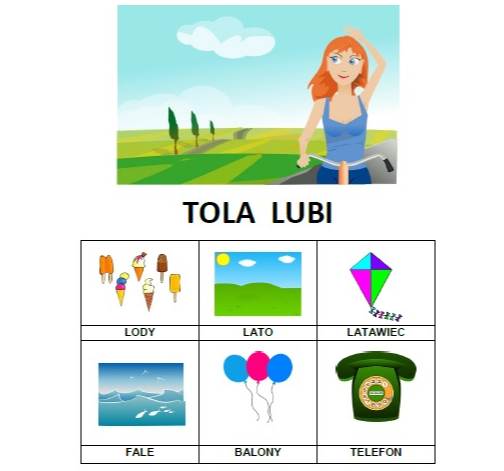 TOLA LUBI
LODY LATO LATAWIEC
FALE BALONY TELEFON